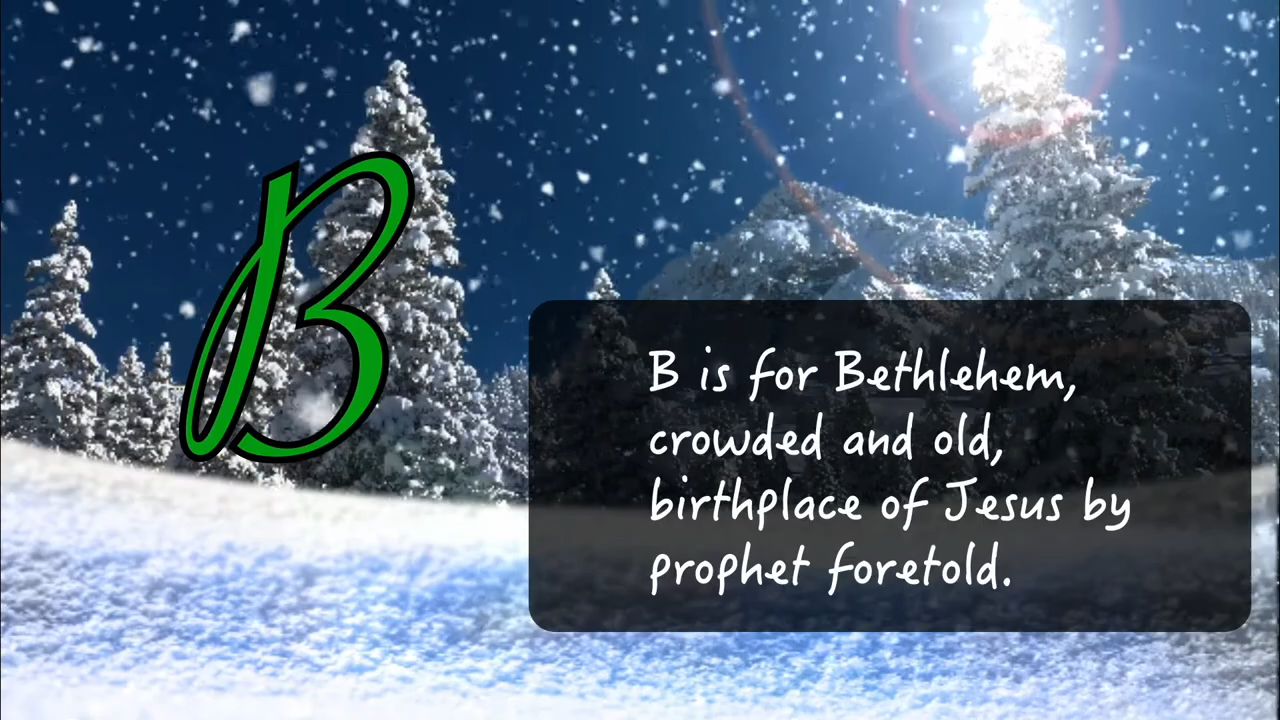 B
B is for Bethlehem,
crowded and old,
birthplace of Jesus by
prophet foretold.